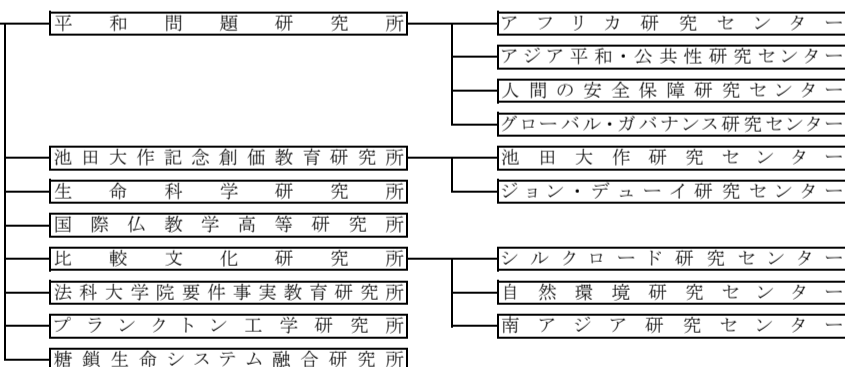 平和問題研究所
アフリカ研究センター
アジア平和・公共性研究センター
人間の安全保障研究センター
グローバル・ガバナンス研究センター
池田大作記念創価教育研究所
池田大作研究センター
ジョン・デューイ研究センター
生命科学研究所
国際仏教学高等研究所
比較文化研究所
シルクロード研究センター
法科大学院要件事実教育研究所
自然環境研究センター
プランクトン工学研究所
南アジア研究センター
糖鎖生命システム融合研究所